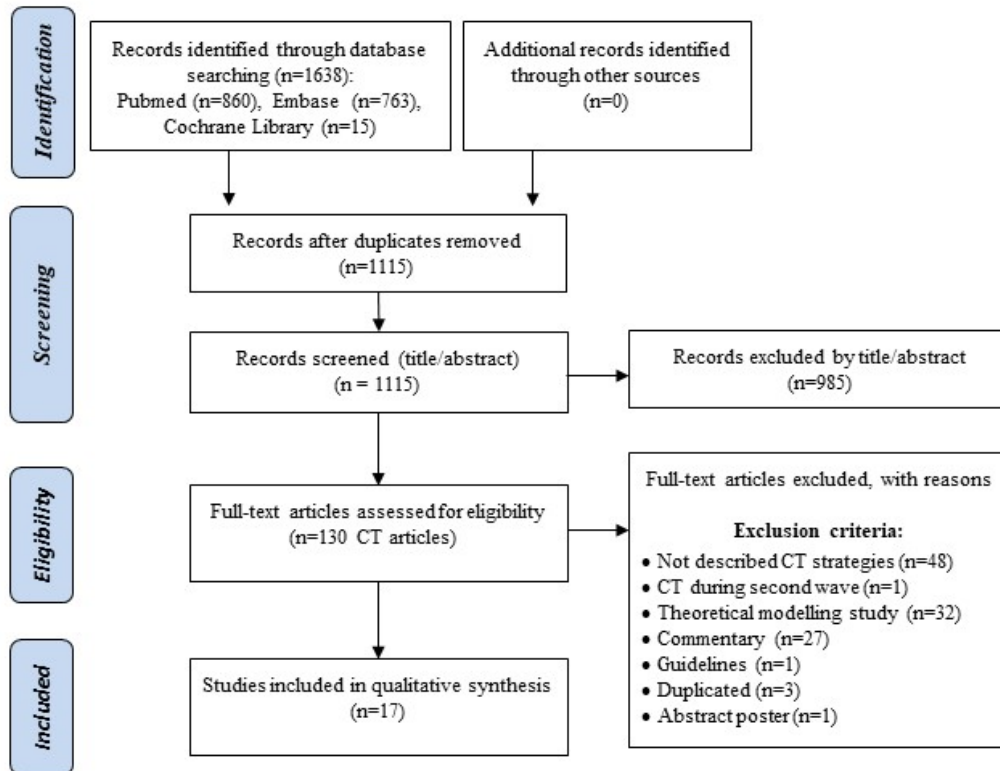 Identification
Records identified through database
searching (n=1638):
Pubmed (n=860), Embase (n=763),
Cochrane Library (n=15)
Additional records identified
through other sources
(n=0)
Screening
Records after duplicates removed
(n=1115)
Records screened (title/abstract)
(n = 1115)
Records excluded by title/abstract
(n=985)
Eligibility
Full-text articles assessed for eligibility
(n=130 CT articles)
Full-text articles excluded, with reasons
Exclusion criteria:
• Not described CT strategies (n=48)
• CT during second wave (n=1)
• Theoretical modelling study (n=32)
• Commentary (n=27)
• Guidelines (n=1)
• Duplicated (n=3)
• Abstract poster (n=1)
Included
Studies included in qualitative synthesis
(n=17)